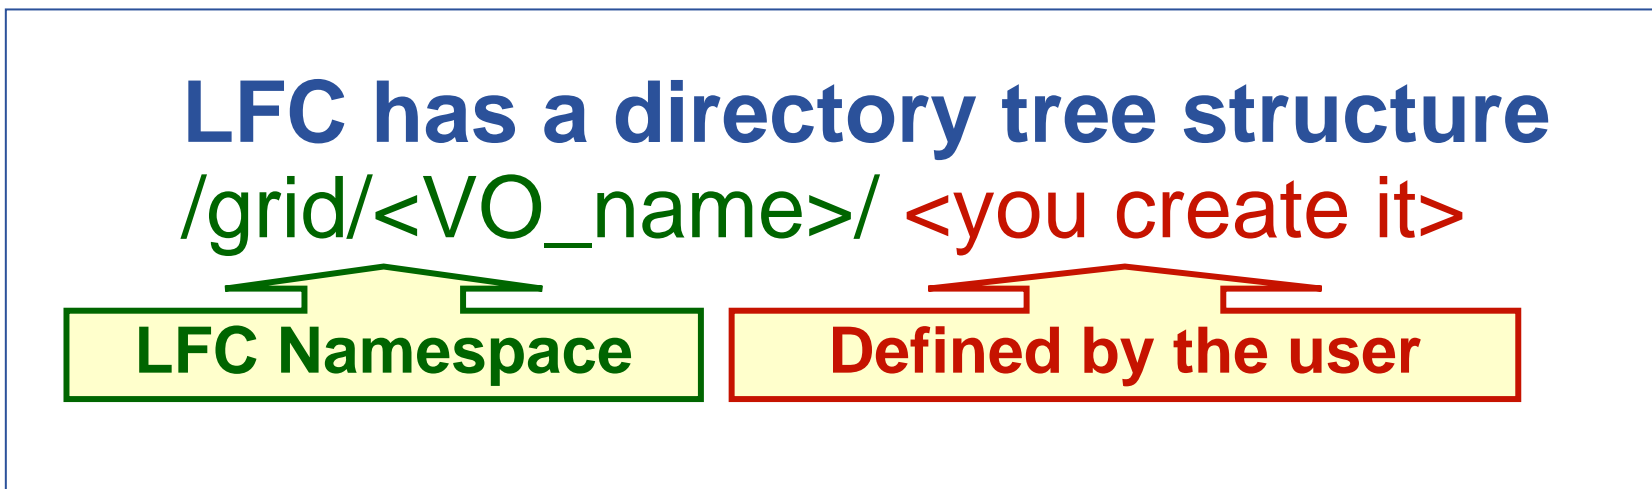 LFC has a directory tree structure
/grid/<VO_name>/ <you create it>
LFC Namespace
Defined by the user